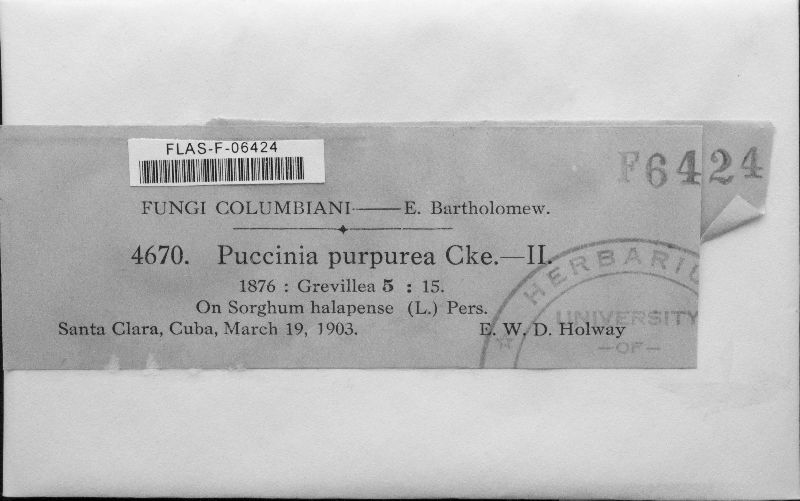 FLAS-F-06424
F6424
FUNGI COLUMBIANI——E. Bartholomew.
4670. Puccinia purpurea Cke.—II.
1876 : Grevillea 5 : 15.
On Sorghum halapense (L.) Pers.
Santa Clara, Cuba, March 19, 1903. E. W. D. Holway
HERBARIU
UNIVERSITY
—OF—